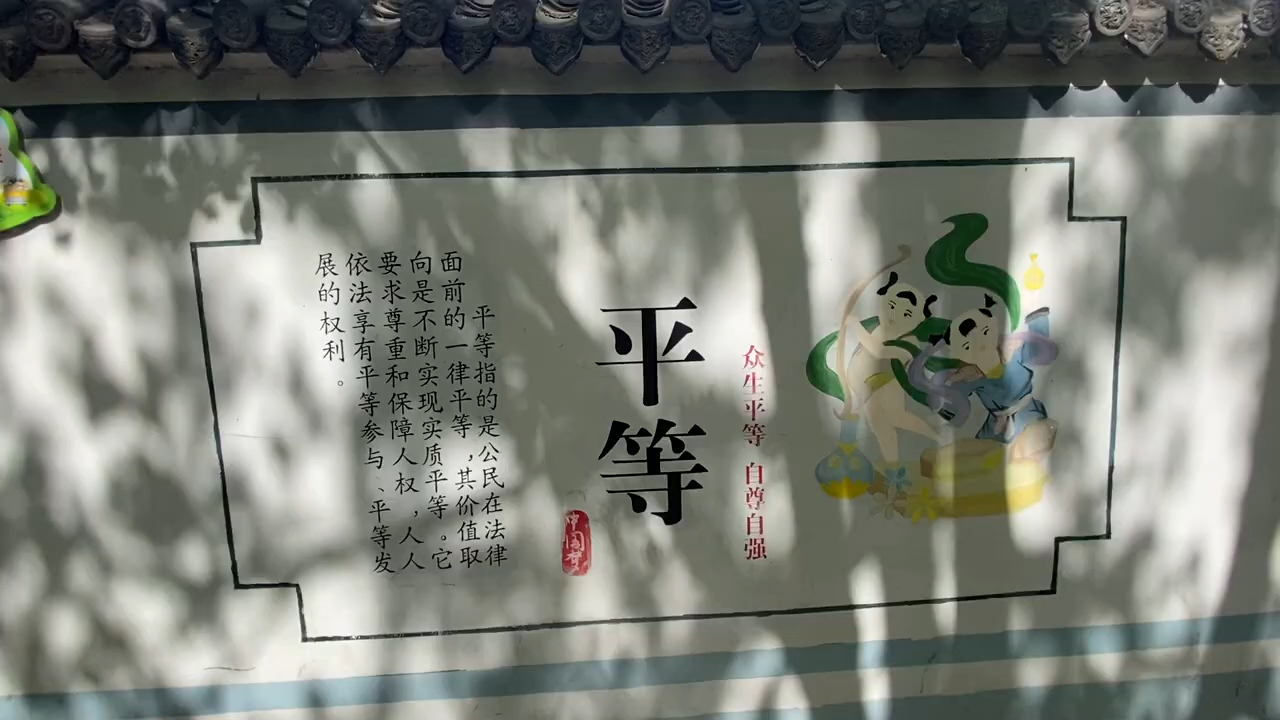 众生平等 自尊自强
平等
中国梦
平等指的是公民在法律
面前的一律平等,其价值取
向是不断实现实质平等。它
要求尊重和保障人权,人人
依法享有平等参与、平等发
展的权利。